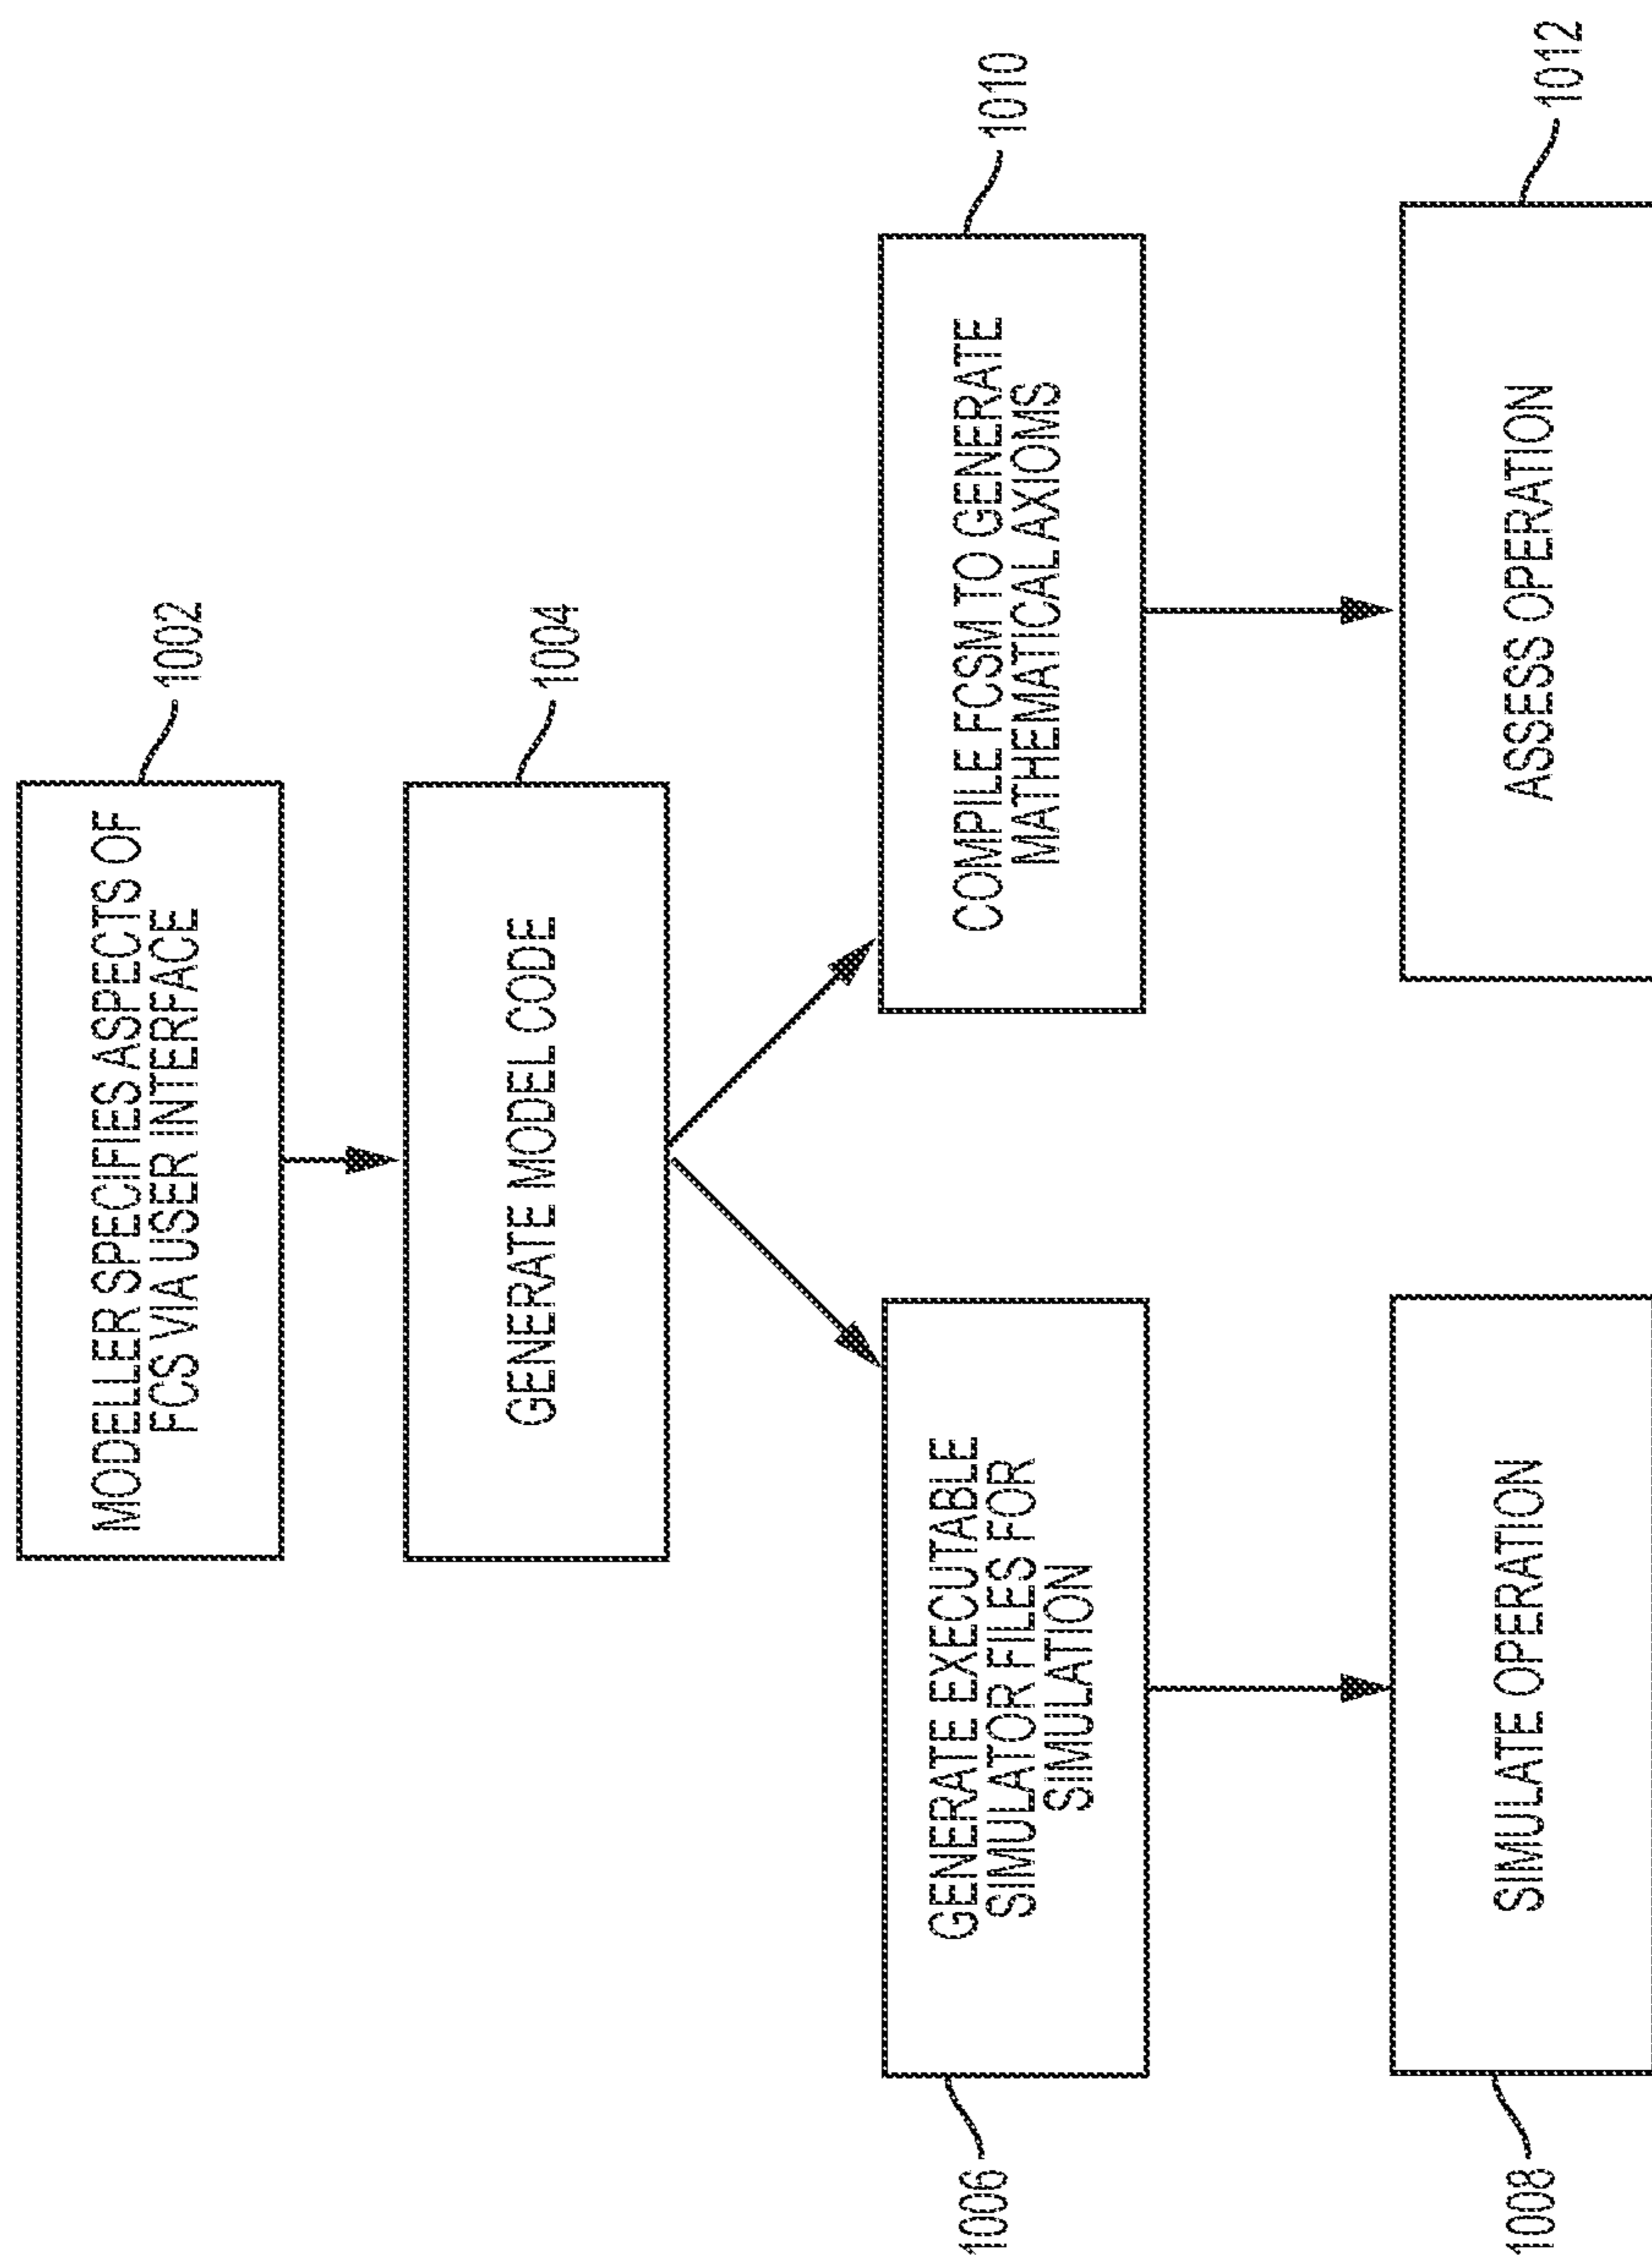 MODELLER SPECIFIES ASPECTS OF
FCS VIA USER INTERFACE
1002
GENERATE MODEL CODE
1004
GENERATE EXECUTABLE
SIMULATOR FILES FOR
SIMULATION
1006
SIMULATE OPERATION
1008
COMPILE FCSM TO GENERATE
MATHEMATICAL AXIOMS
1010
ASSESS OPERATION
1012